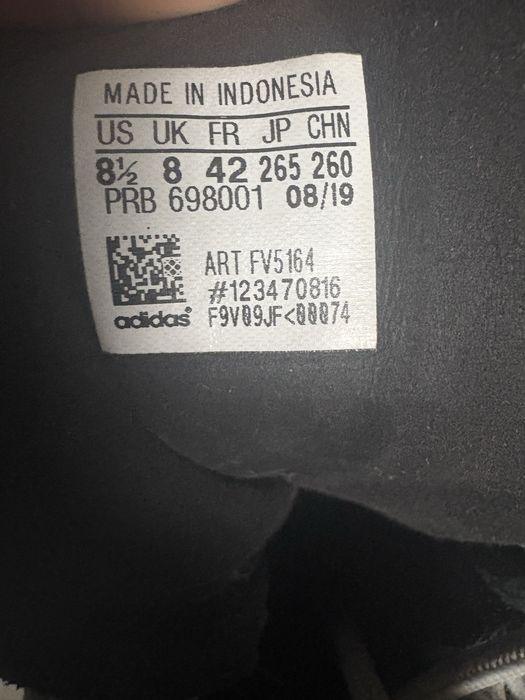 MADE IN INDONESIA
US UK FR JP CHN
8½ 8 42 265 260
PRB 698001 08/19
ART FV5164
#123470816
adidas® F9V09JF<00074